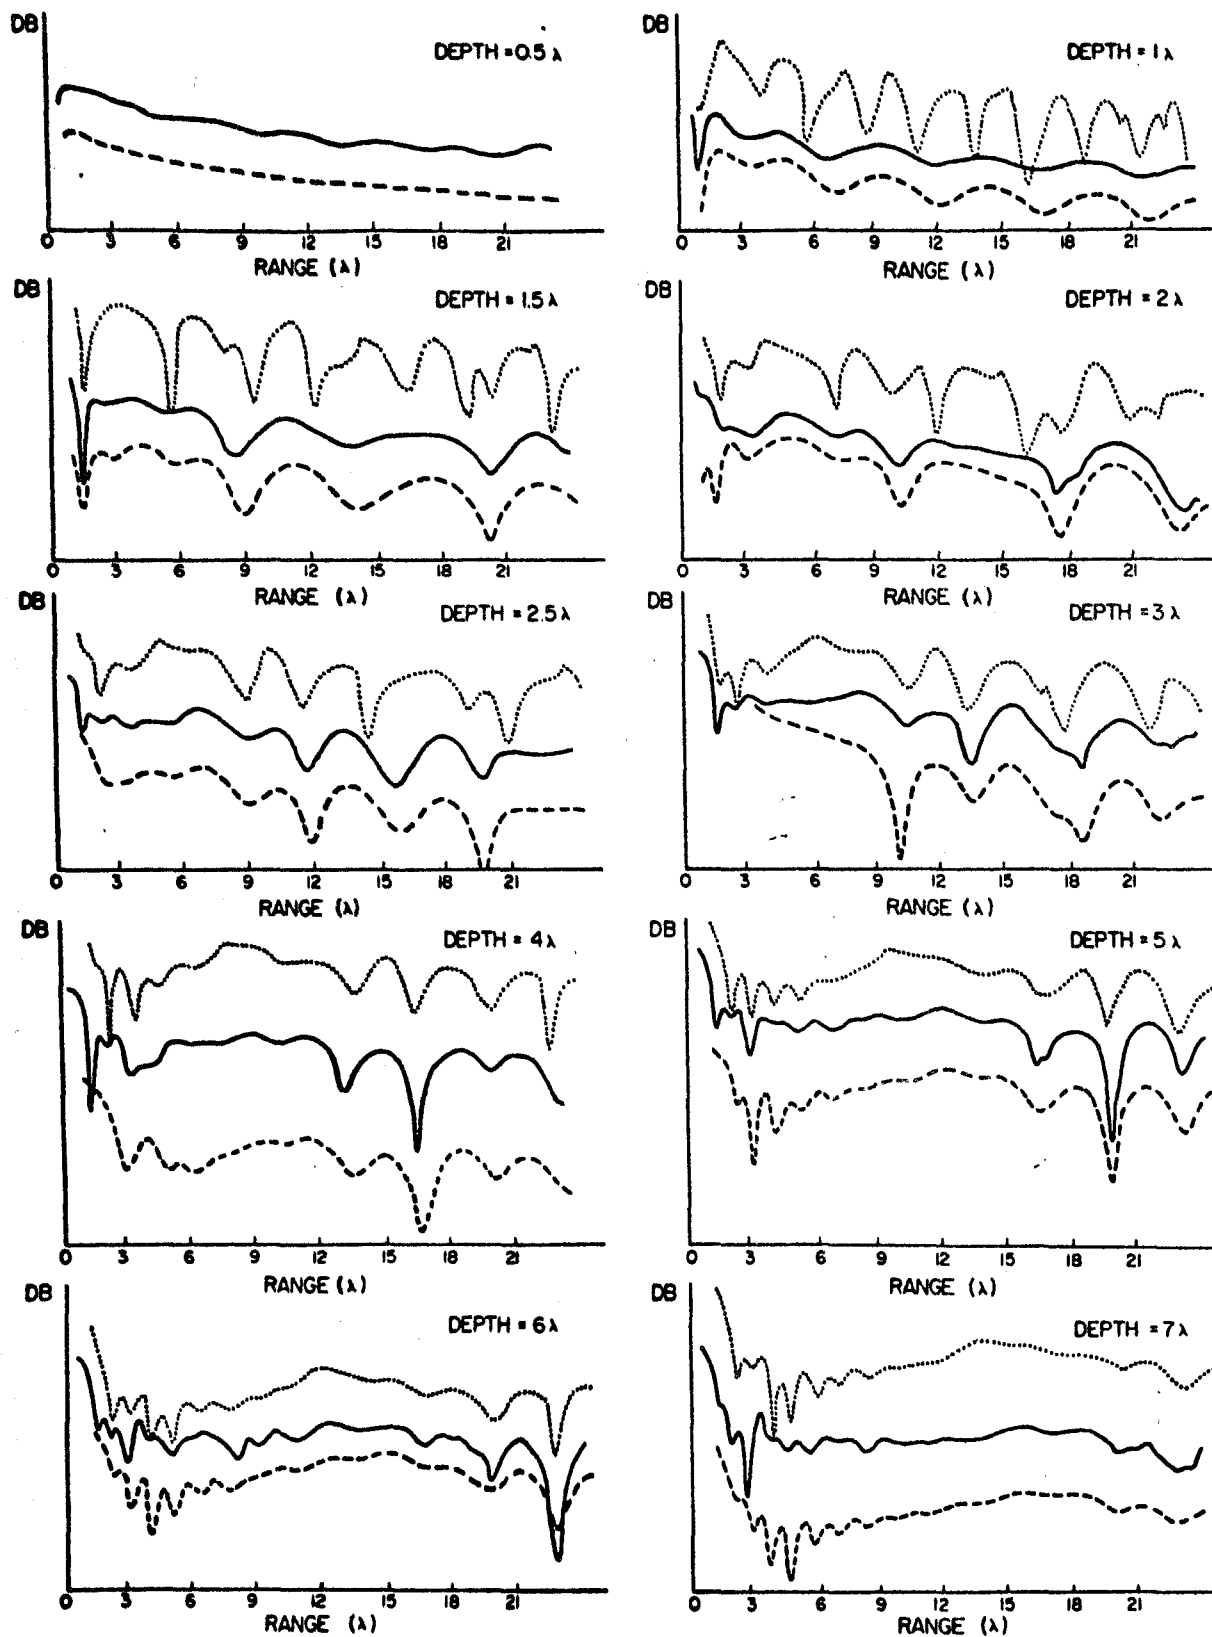 DB
DEPTH = 0.5 λ
0 3 6 9 12 15 18 21
RANGE (λ)
DB
DEPTH = 1 λ
0 3 6 9 12 15 18 21
RANGE (λ)
DB
DEPTH = 1.5 λ
0 3 6 9 12 15 18 21
RANGE (λ)
DB
DEPTH = 2 λ
0 3 6 9 12 15 18 21
RANGE (λ)
DB
DEPTH = 2.5 λ
0 3 6 9 12 15 18 21
RANGE (λ)
DB
DEPTH = 3 λ
0 3 6 9 12 15 18 21
RANGE (λ)
DB
DEPTH = 4 λ
0 3 6 9 12 15 18 21
RANGE (λ)
DB
DEPTH = 5 λ
0 3 6 9 12 15 18 21
RANGE (λ)
DB
DEPTH = 6 λ
0 3 6 9 12 15 18 21
RANGE (λ)
DB
DEPTH = 7 λ
0 3 6 9 12 15 18 21
RANGE (λ)